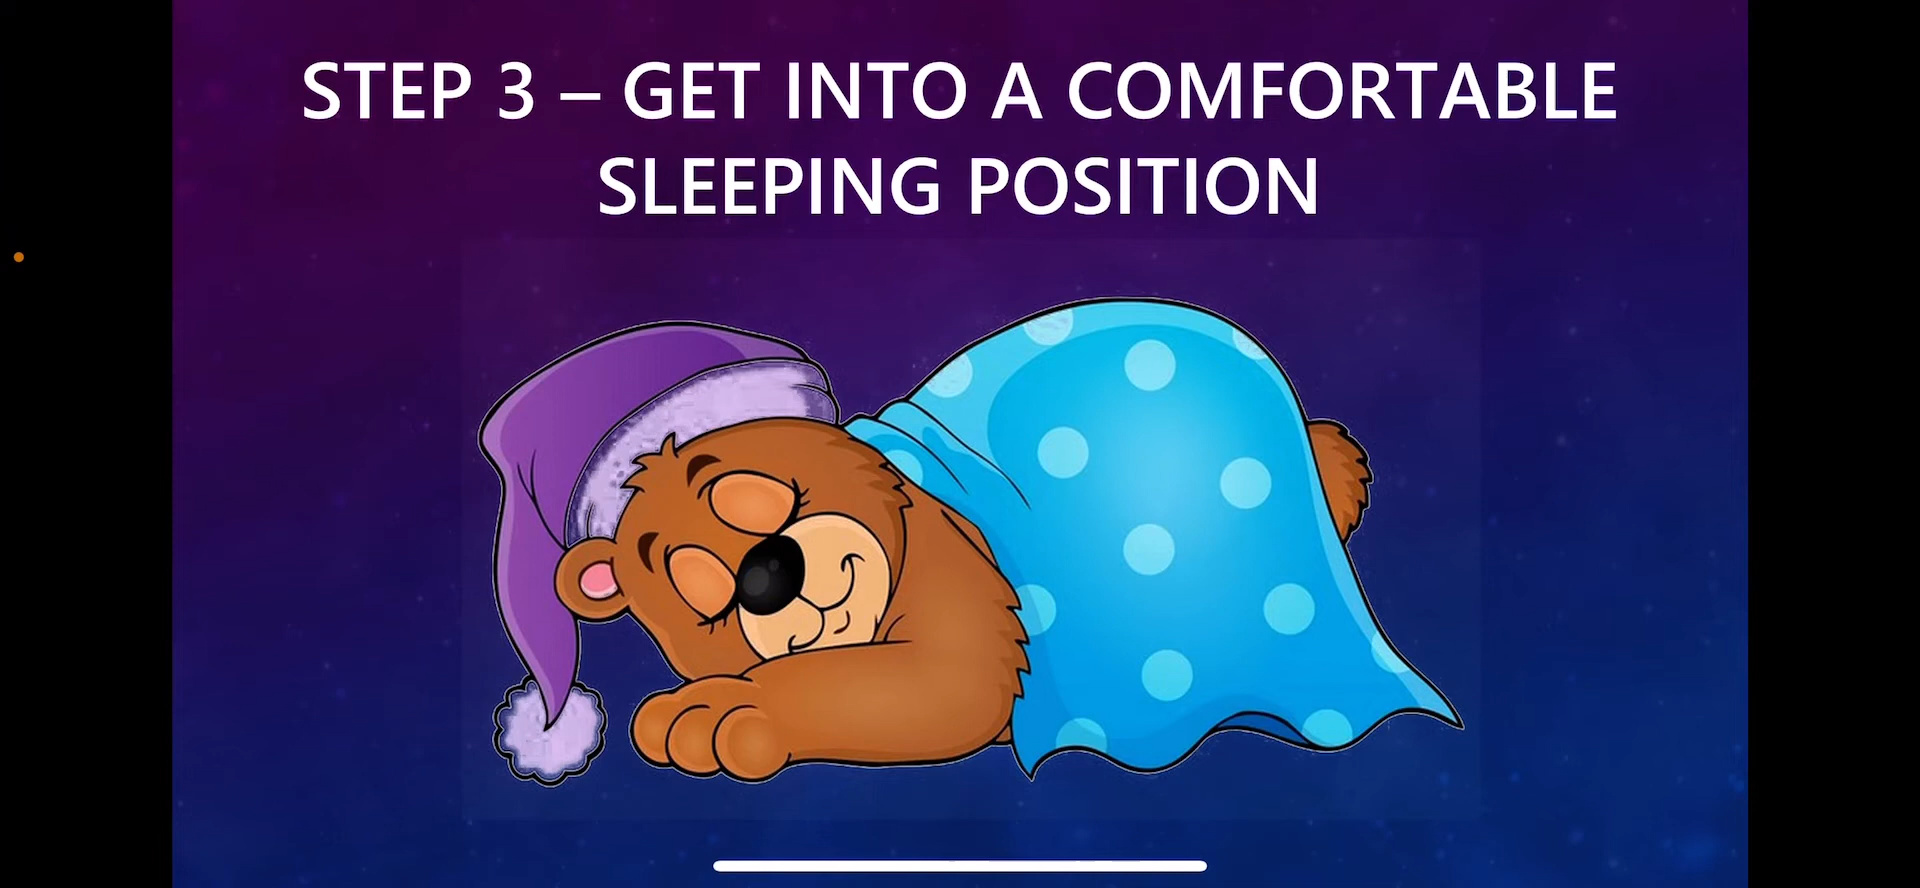 STEP 3 – GET INTO A COMFORTABLE
SLEEPING POSITION